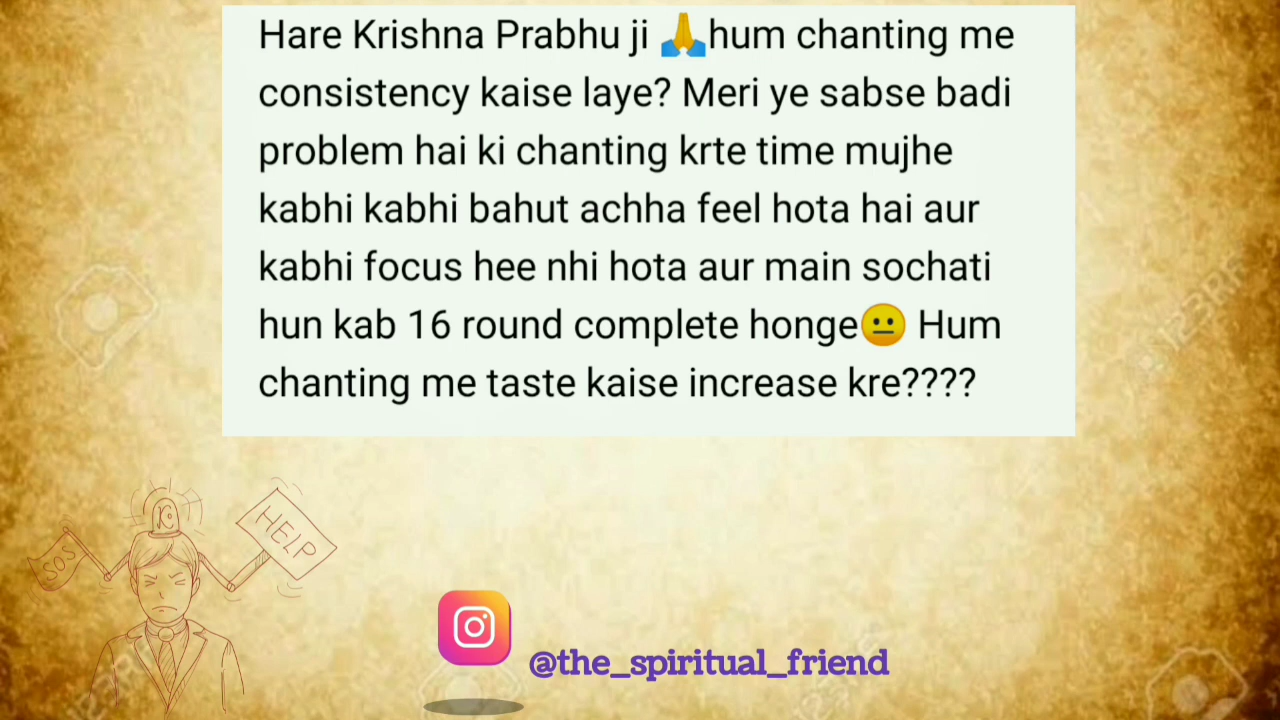 Hare Krishna Prabhu ji 🙏hum chanting me
consistency kaise laye? Meri ye sabse badi
problem hai ki chanting krte time mujhe
kabhi kabhi bahut achha feel hota hai aur
kabhi focus hee nhi hota aur main sochati
hun kab 16 round complete honge😐 Hum
chanting me taste kaise increase kre????
SOS
HELP
@the_spiritual_friend